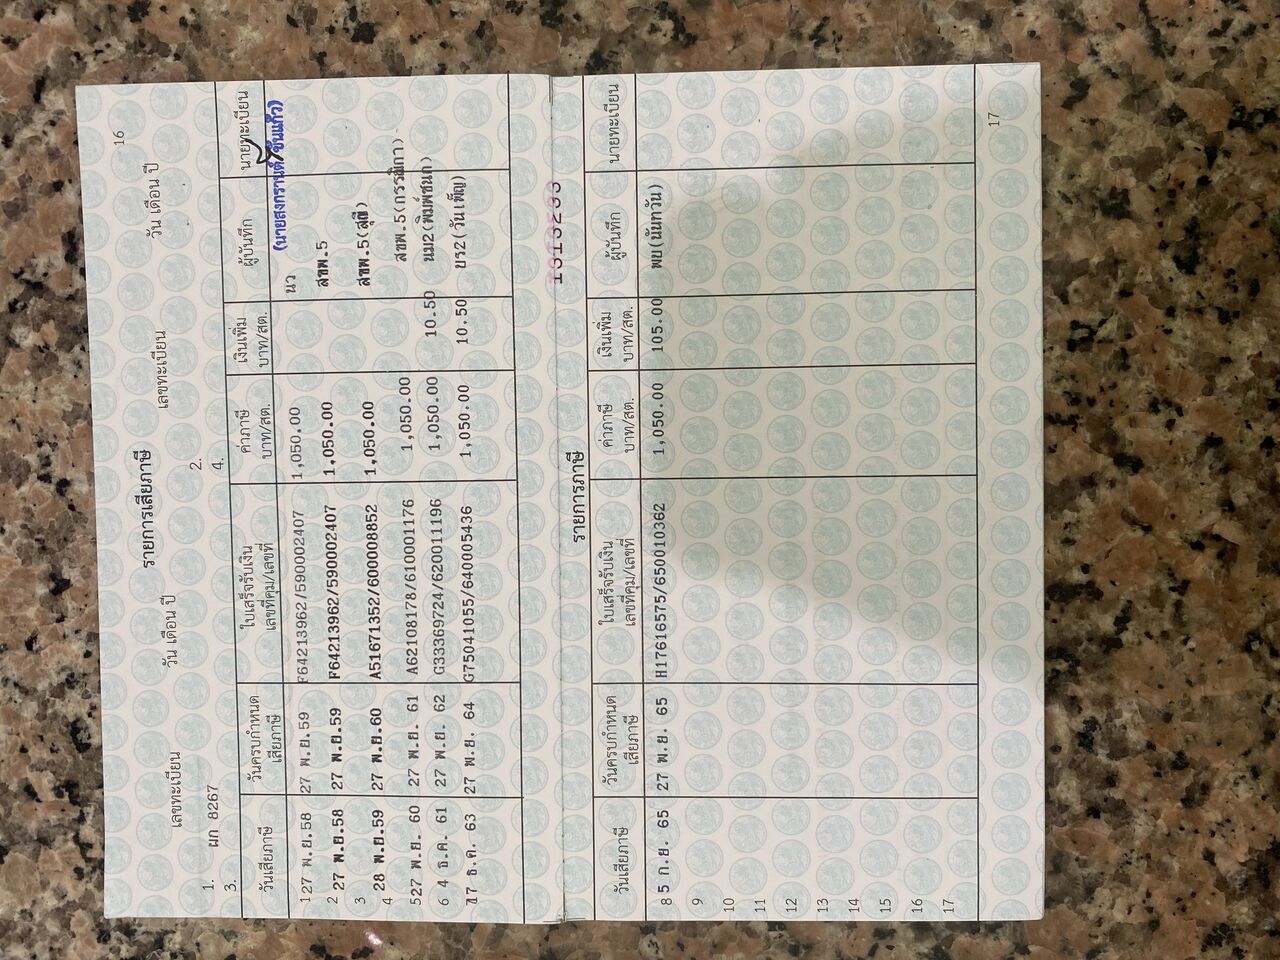 16
รายการเสียภาษี
เลขทะเบียน วัน เดือน ปี เลขทะเบียน วัน เดือน ปี
1. ผก 8267 2.
3. 4.
วันเสียภาษี วันครบกำหนดเสียภาษี ใบเสร็จรับเงิน เลขที่คุม/เลขที่ ค่าภาษี บาท/สต. เงินเพิ่ม บาท/สต. ผู้บันทึก นายทะเบียน
(นายสงกรานต์ ขันแก้ว)
1 27 พ.ย.58 27 พ.ย.59 F64213962/590002407 1,050.00 นว
2 27 พ.ย.58 27 พ.ย.59 F64213962/590002407 1,050.00 สขพ.5
3 28 พ.ย.59 27 พ.ย.60 A51671352/600008852 1,050.00 สขพ.5(สุณี)
4
5 27 พ.ย. 60 27 พ.ย. 61 A62108178/610001176 1,050.00 สขพ.5(กรรณิกา)
6 4 ธ.ค. 61 27 พ.ย. 62 G33369724/620011196 1,050.00 10.50 นม2(พิมพ์ชนก)
17 ธ.ค. 63 27 พ.ย. 64 G75041055/640005436 1,050.00 10.50 บร2(วันเพ็ญ)
รายการภาษี
วันเสียภาษี วันครบกำหนดเสียภาษี ใบเสร็จรับเงิน เลขที่คุม/เลขที่ ค่าภาษี บาท/สต. เงินเพิ่ม บาท/สต. ผู้บันทึก นายทะเบียน
8 5 ก.ย. 65 27 พ.ย. 65 H17616575/650010362 1,050.00 105.00 พย(นันทวัน)
9
10
11
12
13
14
15
16
17
17